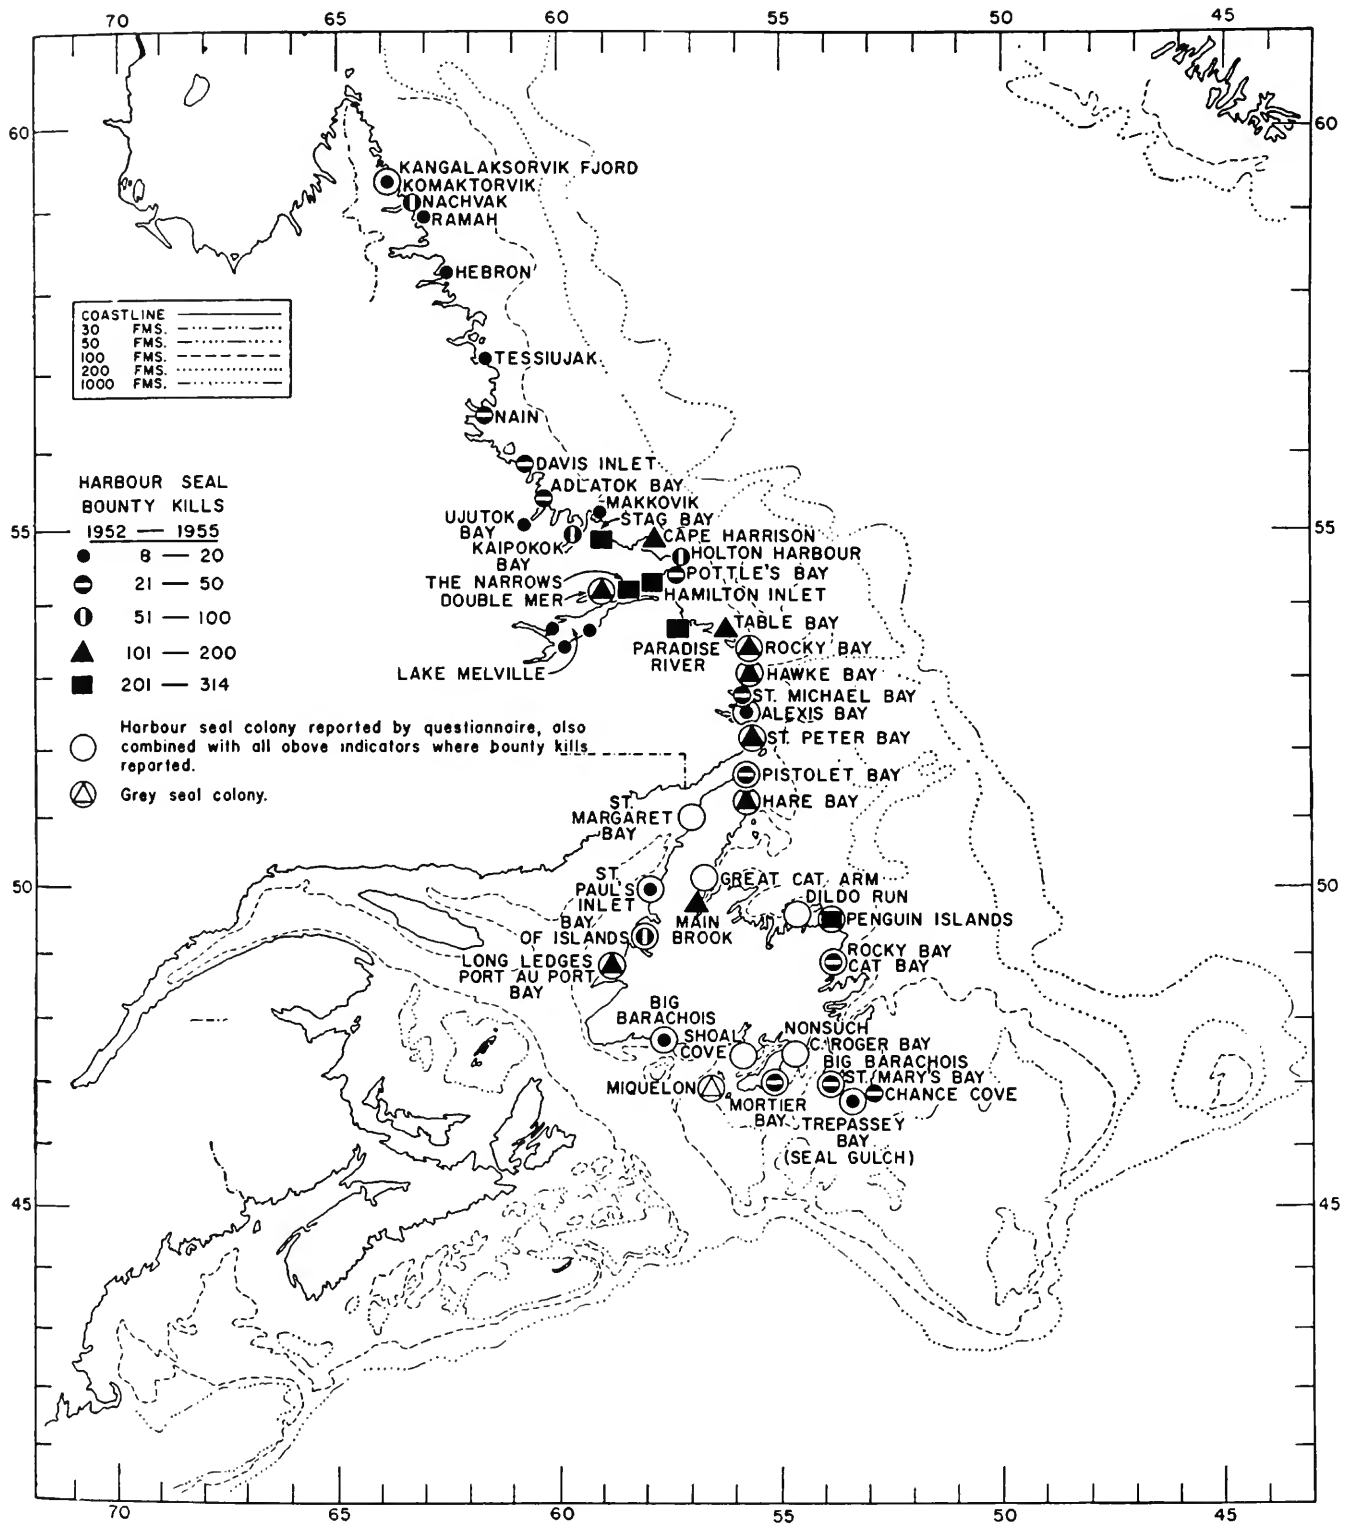 70 65 60 55 50 45
60 60
KANGALAKSORVIK FJORD
KOMAKTORVIK
NACHVAK
RAMAH
HEBRON
COASTLINE
30 FMS.
50 FMS.
100 FMS.
200 FMS.
1000 FMS.
TESSIUJAK
NAIN
DAVIS INLET
HARBOUR SEAL
BOUNTY KILLS
1952 — 1955
8 — 20
21 — 50
51 — 100
101 — 200
201 — 314
Harbour seal colony reported by questionnaire, also
combined with all above indicators where bounty kills
reported.
Grey seal colony.
ADLATOK BAY
MAKKOVIK
STAG BAY
UJUTOK
BAY
55 55
CAPE HARRISON
KAIPOKOK
BAY
HOLTON HARBOUR
POTTLE'S BAY
THE NARROWS
DOUBLE MER
HAMILTON INLET
TABLE BAY
PARADISE
RIVER
ROCKY BAY
LAKE MELVILLE
HAWKE BAY
ST. MICHAEL BAY
ALEXIS BAY
ST. PETER BAY
PISTOLET BAY
HARE BAY
ST.
MARGARET
BAY
50 50
ST.
PAUL'S
INLET
GREAT CAT ARM
DILDO RUN
PENGUIN ISLANDS
MAIN
BROOK
BAY
OF ISLANDS
ROCKY BAY
CAT BAY
LONG LEDGES
PORT AU PORT
BAY
BIG
BARACHOIS
SHOAL
COVE
NONSUCH
C. ROGER BAY
BIG BARACHOIS
ST. MARY'S BAY
CHANCE COVE
MIQUELON
MORTIER
BAY
TREPASSEY
BAY
(SEAL GULCH)
45 45
70 65 60 55 50 45